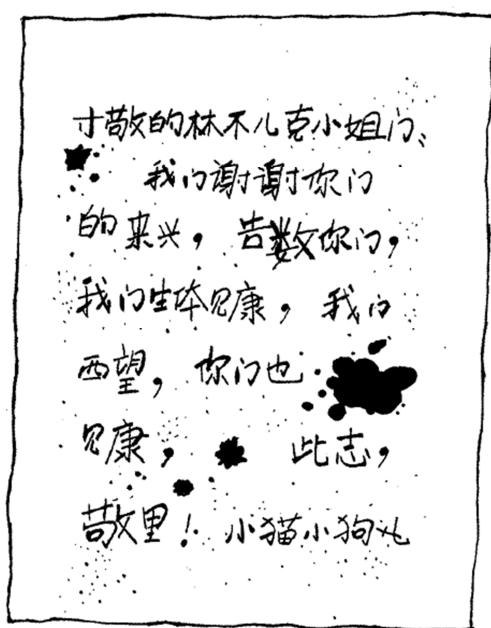 寸敬的林不儿克小姐门、
我门谢谢你门
的来兴，告数你门，
我门生体见康，我门
西望，你门也
见康，此志，
敬里！小猫小狗